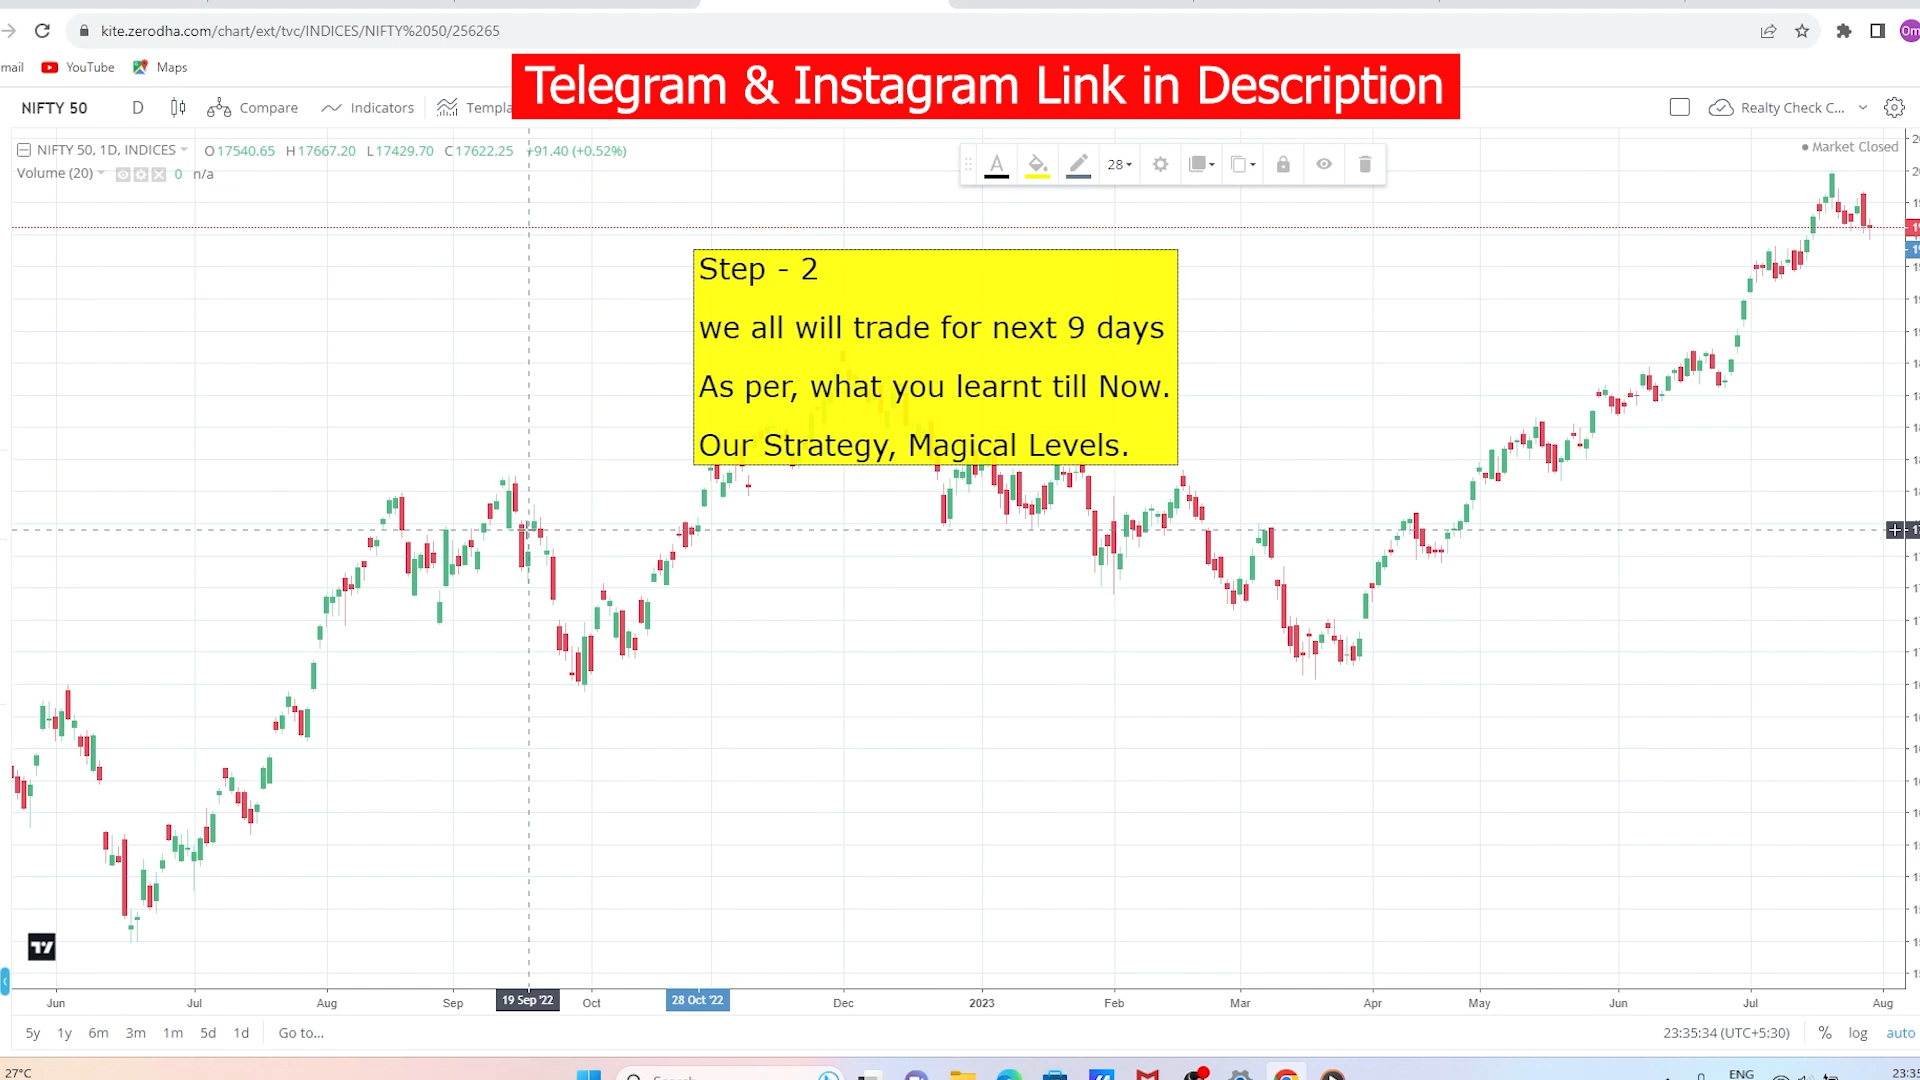 kite.zerodha.com/chart/ext/tvc/INDICES/NIFTY%2050/256265
mail YouTube Maps
Telegram & Instagram Link in Description
NIFTY 50 D Compare Indicators Templa
Realty Check C...
NIFTY 50, 1D, INDICES O17540.65 H17667.20 L17429.70 C17622.25 +91.40 (+0.52%)
Market Closed
Volume (20) 0 n/a
28
Step - 2
we all will trade for next 9 days
As per, what you learnt till Now.
Our Strategy, Magical Levels.
Jun Jul Aug Sep 19 Sep '22 Oct 28 Oct '22 Dec 2023 Feb Mar Apr May Jun Jul Aug
5y 1y 6m 3m 1m 5d 1d Go to...
23:35:34 (UTC+5:30) % log auto
27°C
ENG